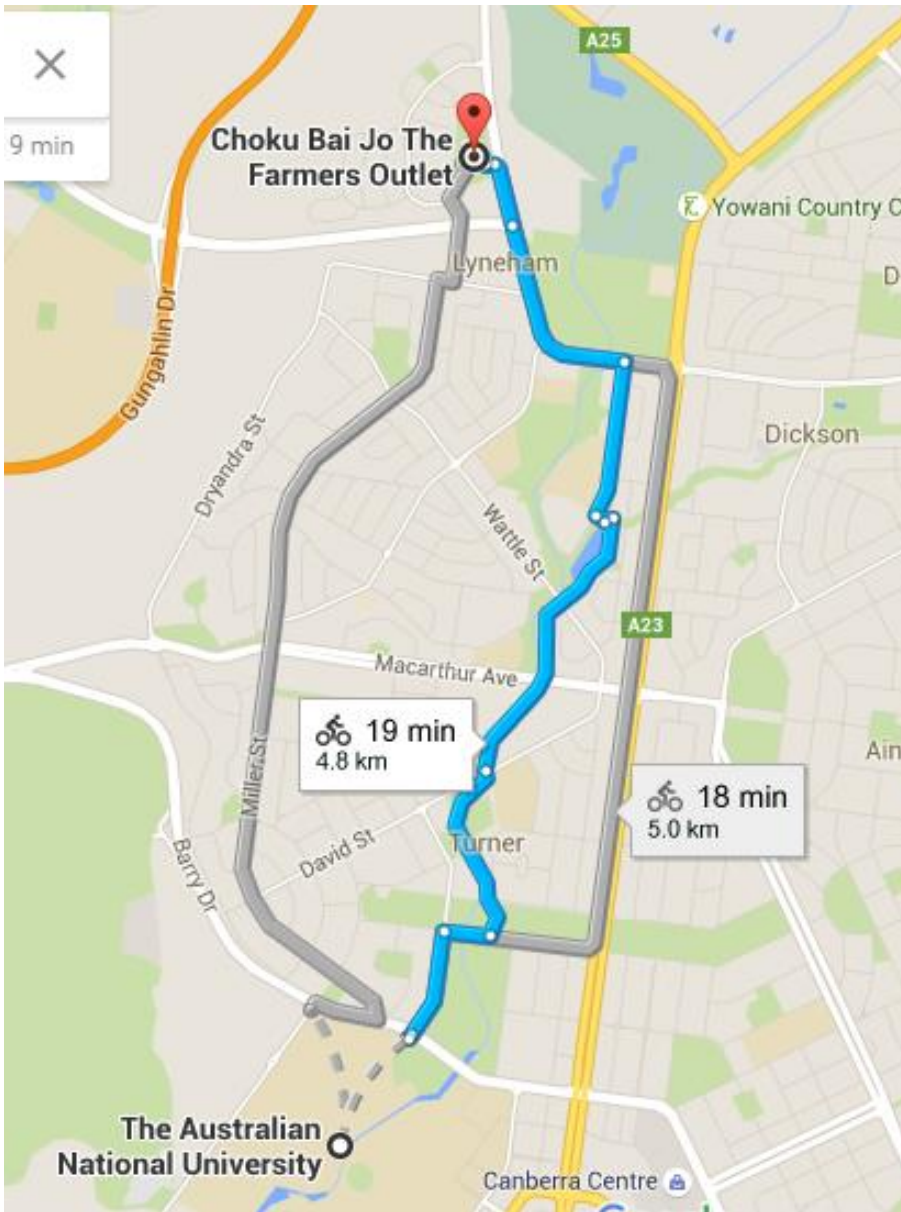 A25
9 min
Choku Bai Jo The
Farmers Outlet
Yowani Country C
Lyneham
D
Gungahlin Dr
Dickson
Dryandra St
Wattle St
A23
Macarthur Ave
19 min
4.8 km
Ain
Miller St
18 min
5.0 km
David St
Turner
Barry Dr
The Australian
National University
Canberra Centre